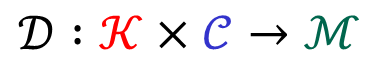 𝒟 : 𝒦 × 𝒞 → ℳ